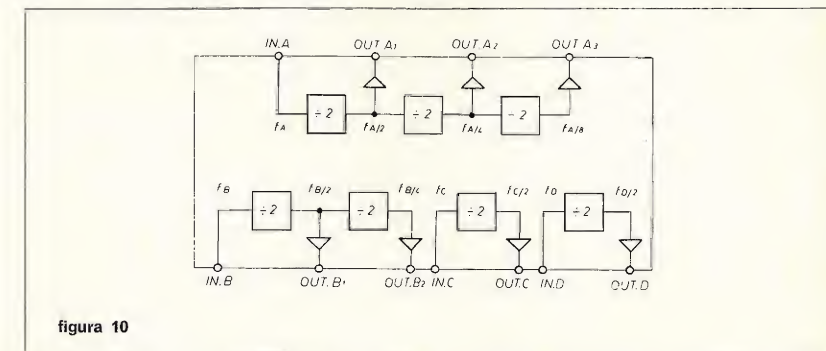 IN.A OUT.A1 OUT.A2 OUT.A3
÷2 ÷2 ÷2
fA fA/2 fA/4 fA/8
fB fB/2 fB/4 fC fC/2 fD fD/2
÷2 ÷2 ÷2 ÷2
IN.B OUT.B1 OUT.B2 IN.C OUT.C IN.D OUT.D
figura 10